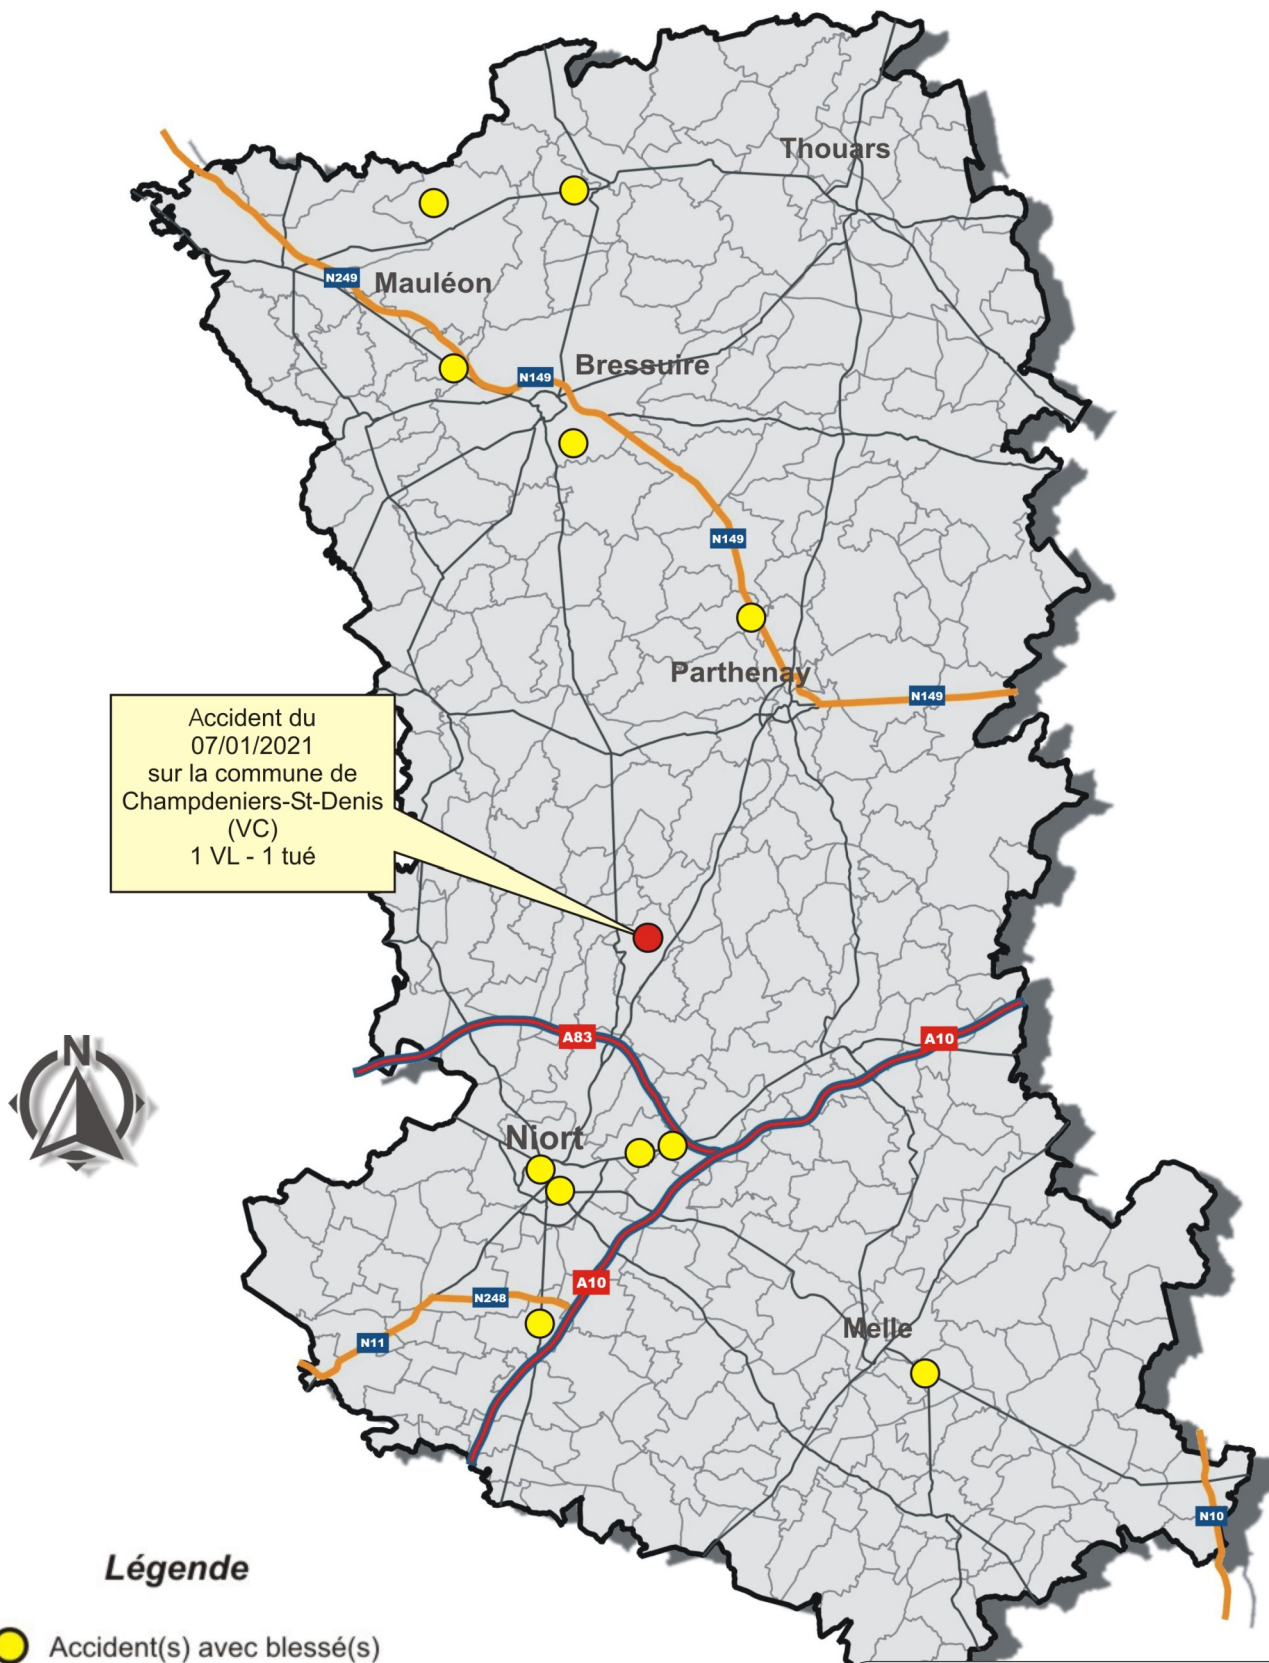 Thouars
N249
Mauléon
N149
Bressuire
N149
Parthenay
N149
Accident du
07/01/2021
sur la commune de
Champdeniers-St-Denis
(VC)
1 VL - 1 tué
A83
A10
N
Niort
A10
N248
N11
Melle
N10
Légende
Accident(s) avec blessé(s)